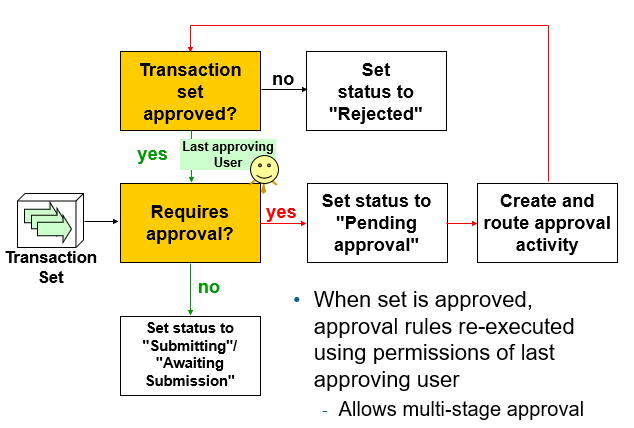 Transaction
set
approved?
no
Set
status to
"Rejected"
yes
Last approving
User
Transaction
Set
Requires
approval?
yes
Set status to
"Pending
approval"
Create and
route approval
activity
no
Set status to
"Submitting"/
"Awaiting
Submission"
• When set is approved,
approval rules re-executed
using permissions of last
approving user
- Allows multi-stage approval